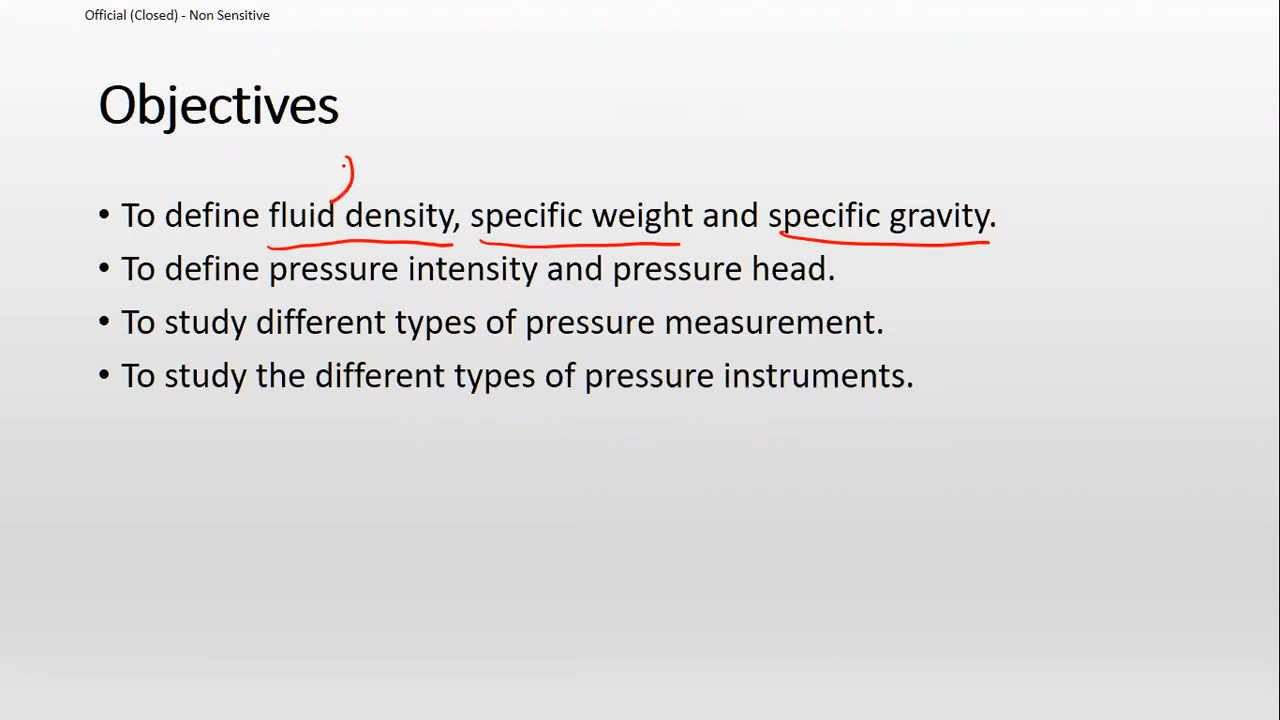 Official (Closed) - Non Sensitive
Objectives
• To define fluid density, specific weight and specific gravity.
• To define pressure intensity and pressure head.
• To study different types of pressure measurement.
• To study the different types of pressure instruments.